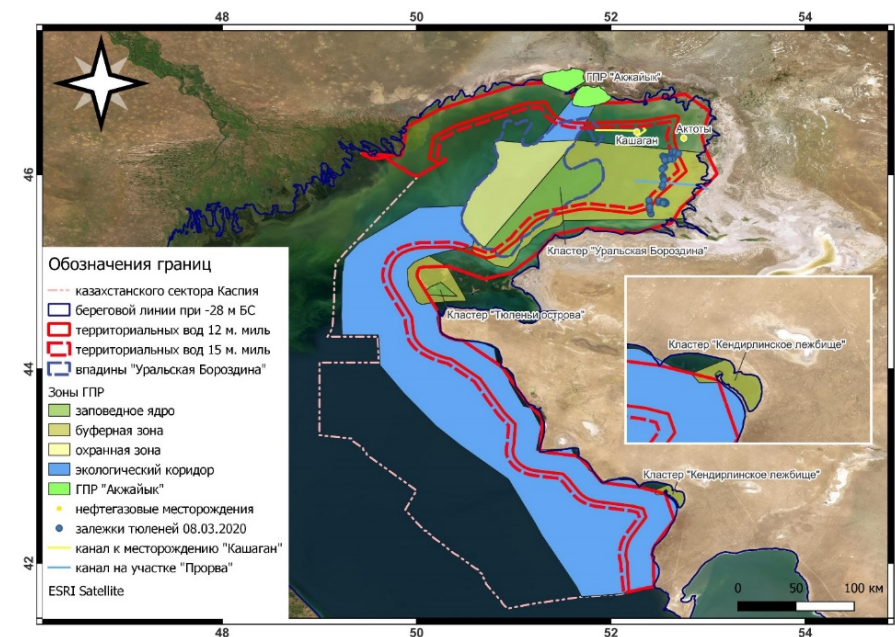 48
50
52
54
46
44
42
ГПР "Акжайык"
Актоты
Кашаган
Кластер "Уральская Бороздина"
Кластер "Тюленьи острова"
Кластер "Кендирлинское лежбище"
Кластер "Кендирлинское лежбище"
Обозначения границ
казахстанского сектора Каспия
береговой линии при -28 м БС
территориальных вод 12 м. миль
территориальных вод 15 м. миль
впадины "Уральская Бороздина"
Зоны ГПР
заповедное ядро
буферная зона
охранная зона
экологический коридор
ГПР "Акжайык"
нефтегазовые месторождения
залежки тюленей 08.03.2020
канал к месторождению "Кашаган"
канал на участке "Прорва"
ESRI Satellite
0 50 100 км
48
50
52
54